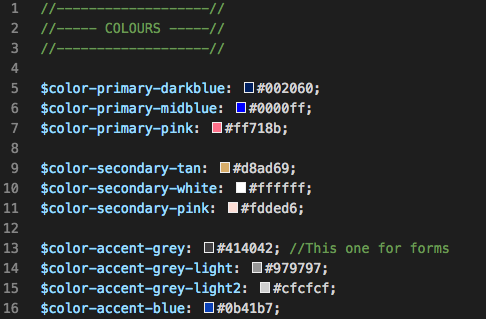 1 //-------------------//
2 //----- COLOURS -----//
3 //-------------------//
4
5 $color-primary-darkblue: #002060;
6 $color-primary-midblue: #0000ff;
7 $color-primary-pink: #ff718b;
8
9 $color-secondary-tan: #d8ad69;
10 $color-secondary-white: #ffffff;
11 $color-secondary-pink: #fdded6;
12
13 $color-accent-grey: #414042; //This one for forms
14 $color-accent-grey-light: #979797;
15 $color-accent-grey-light2: #cfcfcf;
16 $color-accent-blue: #0b41b7;